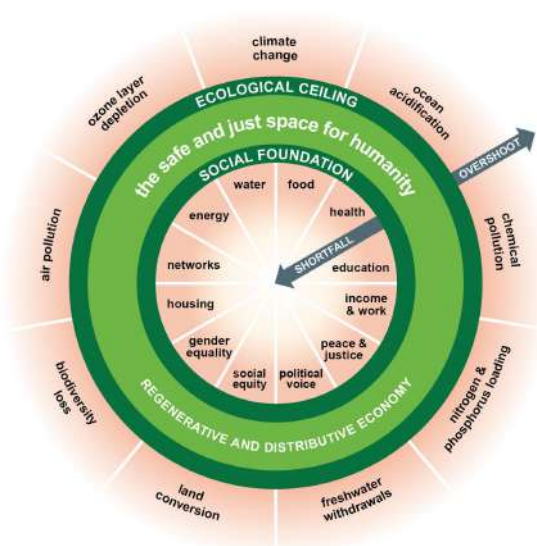 climate
change
ocean
acidification
chemical
pollution
nitrogen &
phosphorus loading
freshwater
withdrawals
land
conversion
biodiversity
loss
air pollution
ozone layer
depletion
OVERSHOOT
ECOLOGICAL CEILING
the safe and just space for humanity
SOCIAL FOUNDATION
water
food
health
SHORTFALL
education
income
& work
peace &
justice
political
voice
social
equity
gender
equality
housing
networks
energy
REGENERATIVE AND DISTRIBUTIVE ECONOMY